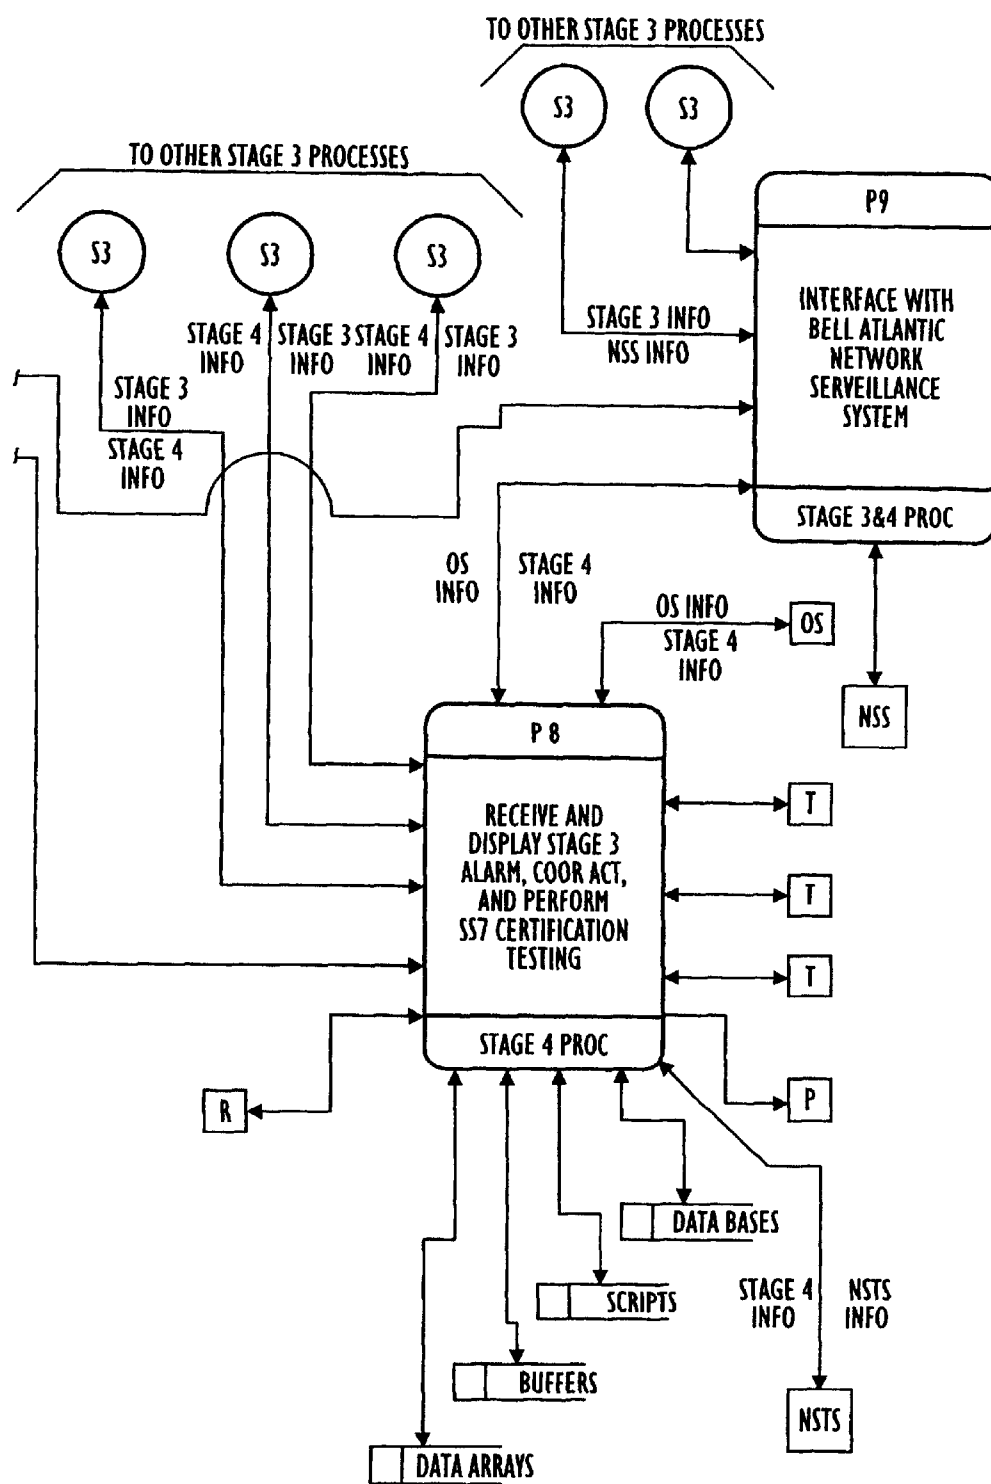 TO OTHER STAGE 3 PROCESSES
S3
S3
TO OTHER STAGE 3 PROCESSES
S3
S3
S3
P9
INTERFACE WITH
BELL ATLANTIC
NETWORK
SERVEILLANCE
SYSTEM
STAGE 3&4 PROC
STAGE 3 INFO
NSS INFO
STAGE 4
INFO
STAGE 3
INFO
STAGE 4
INFO
STAGE 3
INFO
STAGE 3
INFO
STAGE 4
INFO
OS
INFO
STAGE 4
INFO
OS INFO
STAGE 4
INFO
OS
NSS
P 8
RECEIVE AND
DISPLAY STAGE 3
ALARM, COOR ACT,
AND PERFORM
SS7 CERTIFICATION
TESTING
STAGE 4 PROC
T
T
T
P
R
DATA BASES
SCRIPTS
BUFFERS
DATA ARRAYS
STAGE 4
INFO
NSTS
INFO
NSTS